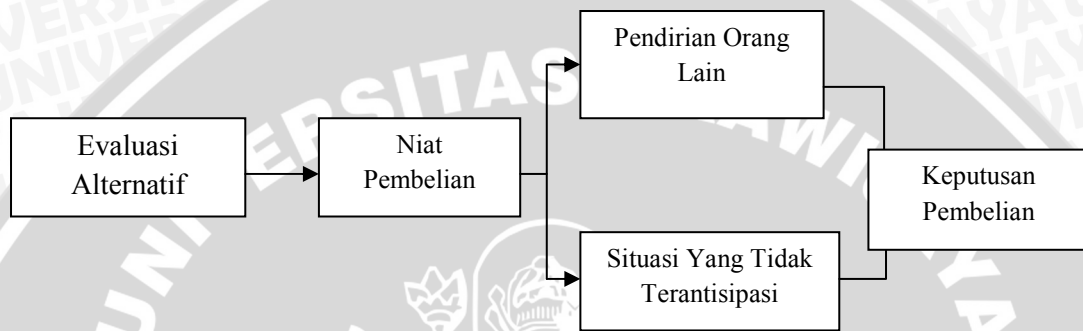 Evaluasi
Alternatif
Niat
Pembelian
Pendirian Orang
Lain
Situasi Yang Tidak
Terantisipasi
Keputusan
Pembelian